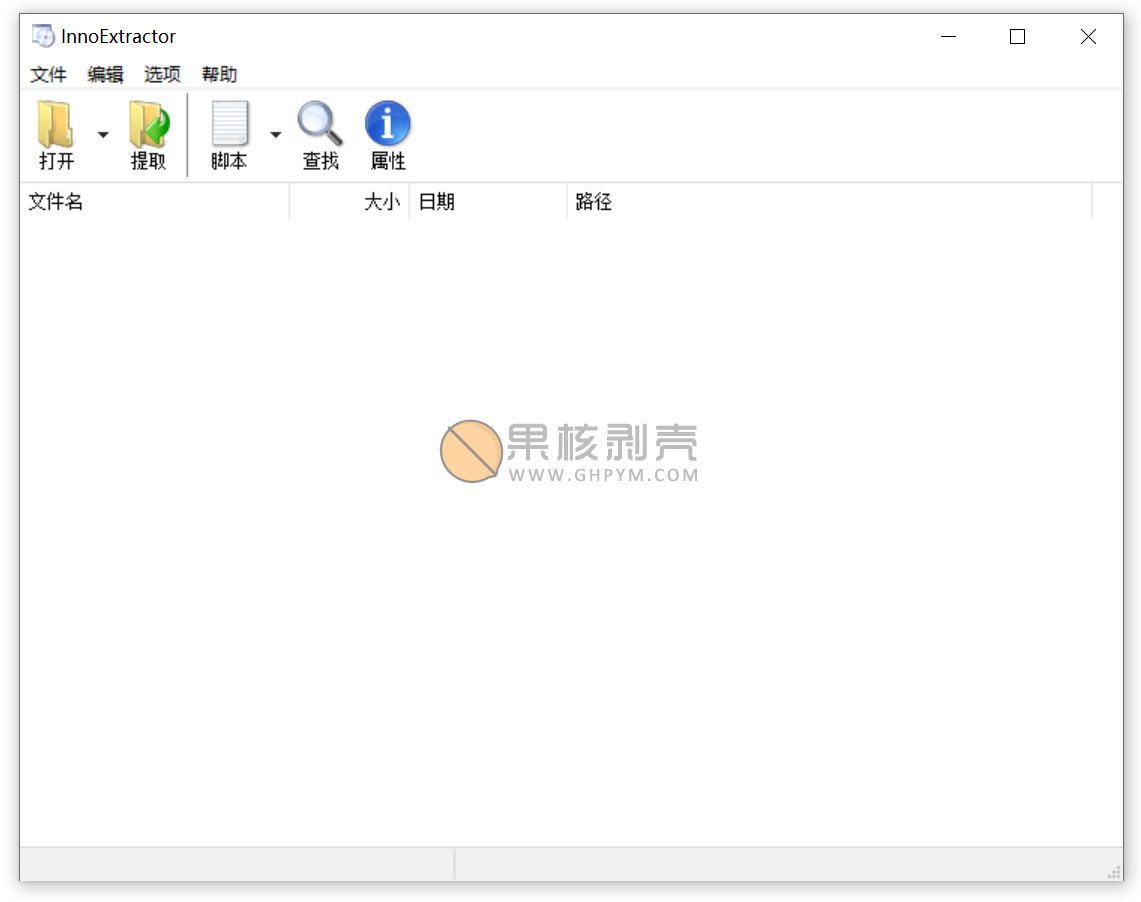 InnoExtractor
文件 编辑 选项 帮助
打开 提取 脚本 查找 属性
文件名 大小 日期 路径
果核剥壳
WWW.GHPYM.COM